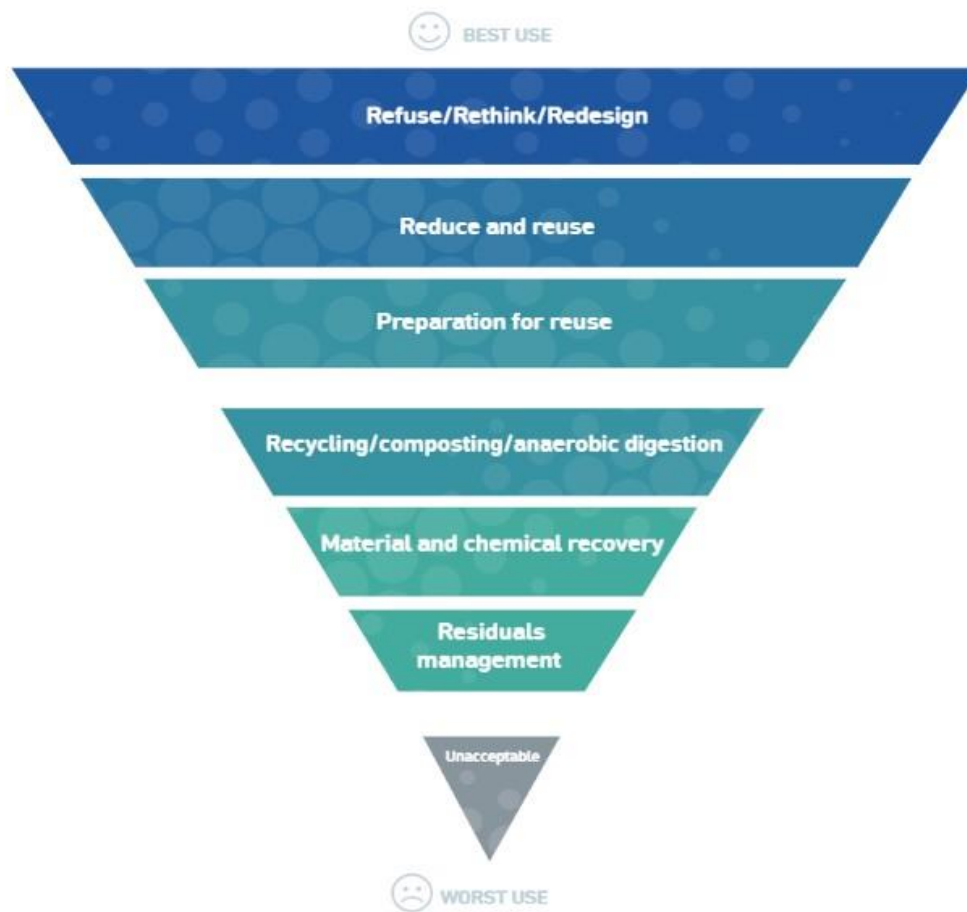 BEST USE
Refuse/Rethink/Redesign
Reduce and reuse
Preparation for reuse
Recycling/composting/anaerobic digestion
Material and chemical recovery
Residuals
management
Unacceptable
WORST USE